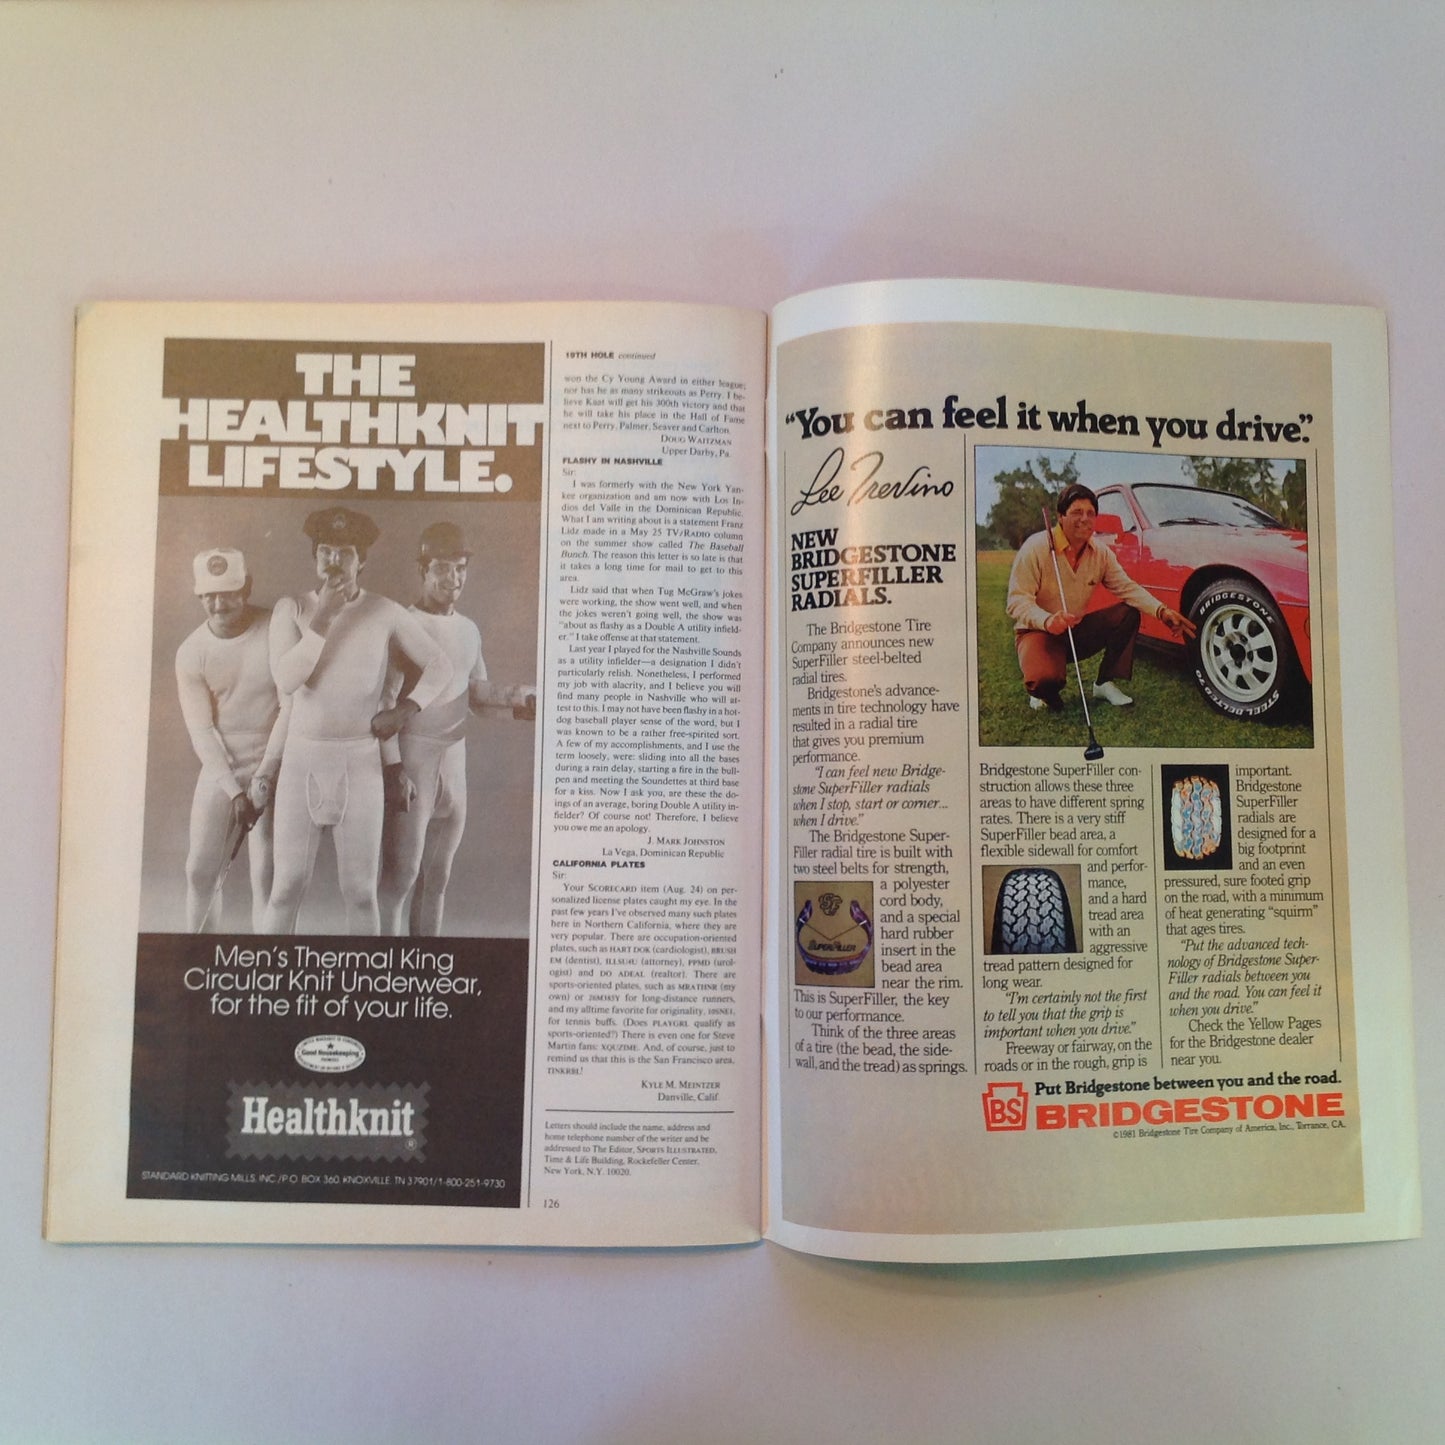 THE
HEALTHKNIT
LIFESTYLE.
Men's Thermal King
Circular Knit Underwear,
for the fit of your life.
Good Housekeeping
Healthknit
®
STANDARD KNITTING MILLS, INC./P.O. BOX 360, KNOXVILLE, TN 37901/1-800-251-9730
19TH HOLE continued
won the Cy Young Award in either league;
nor has he as many strikeouts as Perry. I be-
lieve Kaat will get his 300th victory and that
he will take his place in the Hall of Fame
next to Perry, Palmer, Seaver and Carlton.
DOUG WAITZMAN
Upper Darby, Pa.
FLASHY IN NASHVILLE
Sir:
I was formerly with the New York Yan-
kee organization and am now with Los In-
dios del Valle in the Dominican Republic.
What I am writing about is a statement Franz
Lidz made in a May 25 TV/RADIO column
on the summer show called The Baseball
Bunch. The reason this letter is so late is that
it takes a long time for mail to get to this
area.
Lidz said that when Tug McGraw's jokes
were working, the show went well, and when
the jokes weren't going well, the show was
"about as flashy as a Double A utility infield-
er." I take offense at that statement.
Last year I played for the Nashville Sounds
as a utility infielder—a designation I didn't
particularly relish. Nonetheless, I performed
my job with alacrity, and I believe you will
find many people in Nashville who will at-
test to this. I may not have been flashy in a hot-
dog baseball player sense of the word, but I
was known to be a rather free-spirited sort.
A few of my accomplishments, and I use the
term loosely, were: sliding into all the bases
during a rain delay, starting a fire in the bull-
pen and meeting the Soundettes at third base
for a kiss. Now I ask you, are these the do-
ings of an average, boring Double A utility in-
fielder? Of course not! Therefore, I believe
you owe me an apology.
J. MARK JOHNSTON
La Vega, Dominican Republic
CALIFORNIA PLATES
Sir:
Your SCORECARD item (Aug. 24) on per-
sonalized license plates caught my eye. In the
past few years I've observed many such plates
here in Northern California, where they are
very popular. There are occupation-oriented
plates, such as HART DOK (cardiologist), BRUSH
EM (dentist), ILLSU4U (attorney), PPMD (urol-
ogist) and DO ADEAL (realtor). There are
sports-oriented plates, such as MRATHNR (my
own) or 26M385Y for long-distance runners,
and my alltime favorite for originality, 10SNE1,
for tennis buffs. (Does PLAYGRL qualify as
sports-oriented?) There is even one for Steve
Martin fans: XQUZIME. And, of course, just to
remind us that this is the San Francisco area,
TINKRBL!
KYLE M. MEINTZER
Danville, Calif.
Letters should include the name, address and
home telephone number of the writer and be
addressed to The Editor, SPORTS ILLUSTRATED,
Time & Life Building, Rockefeller Center,
New York, N.Y. 10020.
126
"You can feel it when you drive."
Lee Trevino
NEW
BRIDGESTONE
SUPERFILLER
RADIALS.
The Bridgestone Tire
Company announces new
SuperFiller steel-belted
radial tires.
Bridgestone's advance-
ments in tire technology have
resulted in a radial tire
that gives you premium
performance.
"I can feel new Bridge-
stone SuperFiller radials
when I stop, start or corner...
when I drive."
The Bridgestone Super-
Filler radial tire is built with
two steel belts for strength,
a polyester
cord body,
and a special
hard rubber
insert in the
bead area
near the rim.
SF
SUPERFILLER
This is SuperFiller, the key
to our performance.
Think of the three areas
of a tire (the bead, the side-
wall, and the tread) as springs.
BRIDGESTONE
STEEL BELTED 70
Bridgestone SuperFiller con-
struction allows these three
areas to have different spring
rates. There is a very stiff
SuperFiller bead area, a
flexible sidewall for comfort
and perfor-
mance,
and a hard
tread area
with an
aggressive
tread pattern designed for
long wear.
"I'm certainly not the first
to tell you that the grip is
important when you drive."
Freeway or fairway, on the
roads or in the rough, grip is
important.
Bridgestone
SuperFiller
radials are
designed for a
big footprint
and an even
pressured, sure footed grip
on the road, with a minimum
of heat generating "squirm"
that ages tires.
"Put the advanced tech-
nology of Bridgestone Super-
Filler radials between you
and the road. You can feel it
when you drive."
Check the Yellow Pages
for the Bridgestone dealer
near you.
BS
Put Bridgestone between you and the road.
BRIDGESTONE
©1981 Bridgestone Tire Company of America, Inc., Torrance, CA.